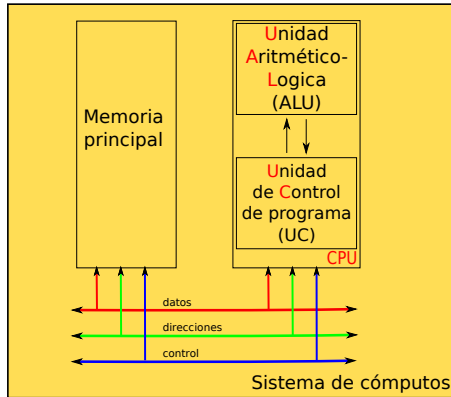 Memoria
principal
Unidad
Aritmético-
Logica
(ALU)
Unidad
de Control
de programa
(UC)
CPU
datos
direcciones
control
Sistema de cómputos